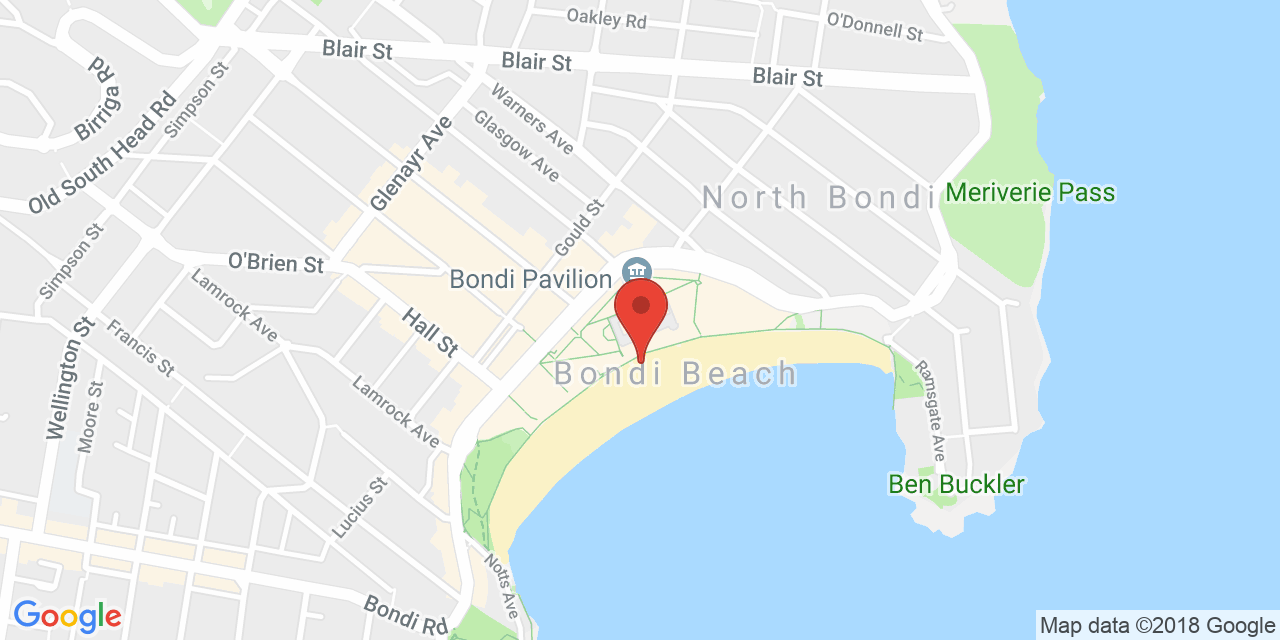 Oakley Rd
O'Donnell St
Blair St
Blair St
Blair St
Birriga Rd
Simpson St
Old South Head Rd
Glenayr Ave
Warners Ave
Glasgow Ave
North Bondi
Meriverie Pass
Gould St
Simpson St
O'Brien St
Bondi Pavilion
Lamrock Ave
Hall St
Francis St
Wellington St
Bondi Beach
Moore St
Lamrock Ave
Ramsgate Ave
Ben Buckler
Lucius St
Notts Ave
Bondi Rd
Google
Map data ©2018 Google